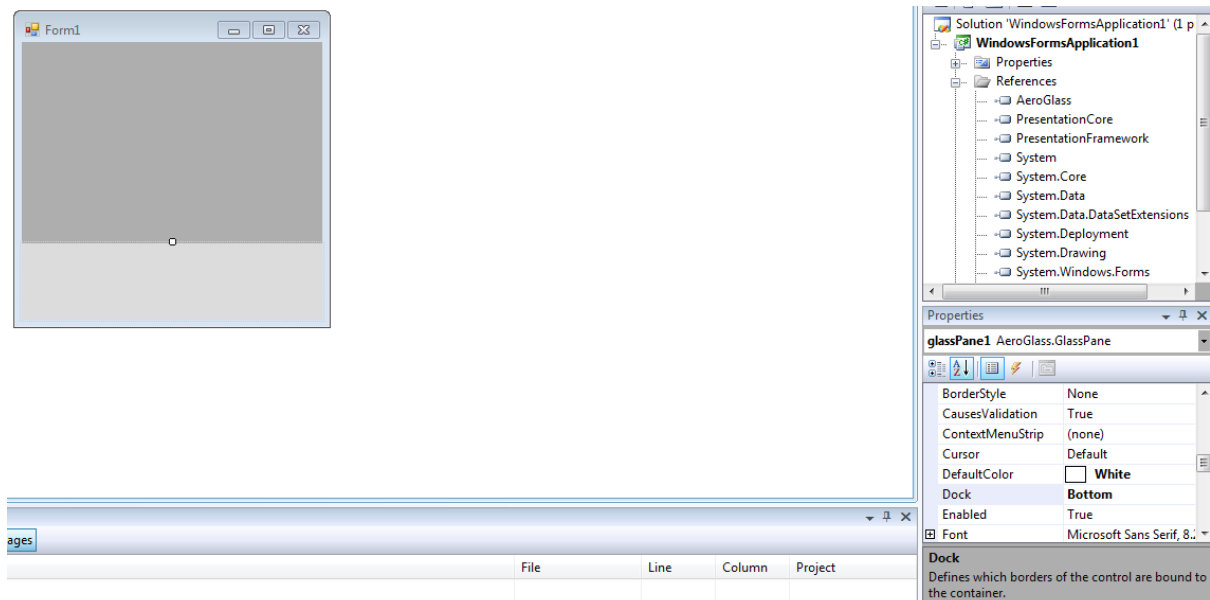 Form1
Solution 'WindowsFormsApplication1' (1 p
WindowsFormsApplication1
Properties
References
AeroGlass
PresentationCore
PresentationFramework
System
System.Core
System.Data
System.Data.DataSetExtensions
System.Deployment
System.Drawing
System.Windows.Forms
Properties
glassPane1 AeroGlass.GlassPane
BorderStyle None
CausesValidation True
ContextMenuStrip (none)
Cursor Default
DefaultColor White
Dock Bottom
Enabled True
Font Microsoft Sans Serif, 8.2
Dock
Defines which borders of the control are bound to
the container.
ages
File Line Column Project